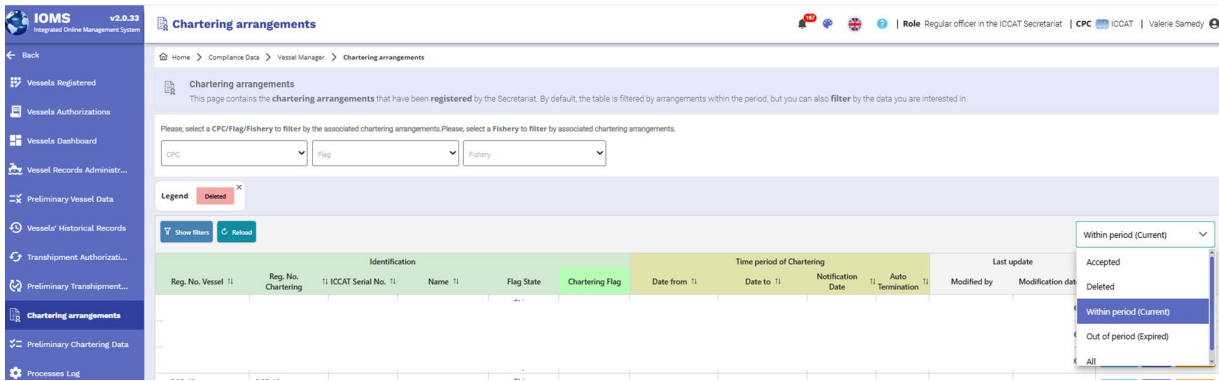 IOMS v2.0.33
Integrated Online Management System
Chartering arrangements
187
Role Regular officer in the ICCAT Secretariat | CPC ICCAT | Valerie Samedy
Back
Home > Compliance Data > Vessel Manager > Chartering arrangements
Vessels Registered
Vessels Authorizations
Vessels Dashboard
Vessel Records Administr...
Preliminary Vessel Data
Vessels' Historical Records
Transhipment Authorizati...
Preliminary Transhipment...
Chartering arrangements
Preliminary Chartering Data
Processes Log
Chartering arrangements
This page contains the chartering arrangements that have been registered by the Secretariat. By default, the table is filtered by arrangements within the period, but you can also filter by the data you are interested in.
Please, select a CPC/Flag/Fishery to filter by the associated chartering arrangements.Please, select a Fishery to filter by associated chartering arrangements.
CPC Flag Fishery
Legend Deleted
Show filters Reload
Within period (Current)
Identification Time period of Chartering Last update
Reg. No. Vessel Reg. No. Chartering ICCAT Serial No. Name Flag State Chartering Flag Date from Date to Notification Date Auto Termination Modified by Modification date
Accepted
Deleted
Within period (Current)
Out of period (Expired)
All